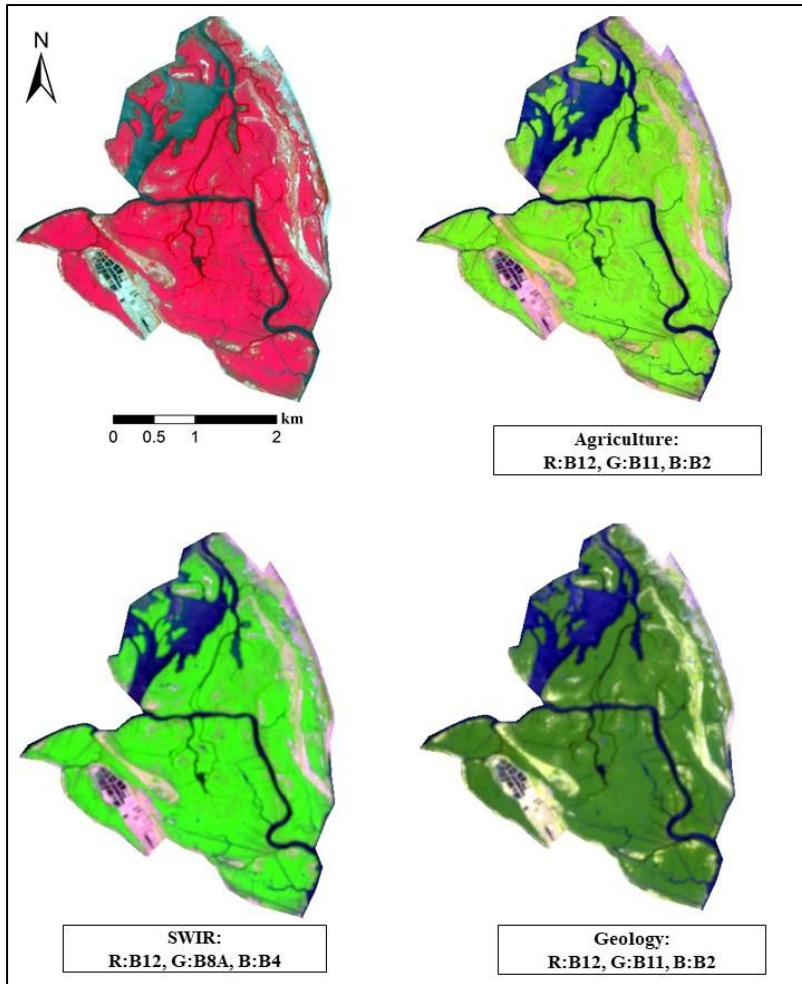 N
km
0 0.5 1 2
Agriculture:
R:B12, G:B11, B:B2
SWIR:
R:B12, G:B8A, B:B4
Geology:
R:B12, G:B11, B:B2